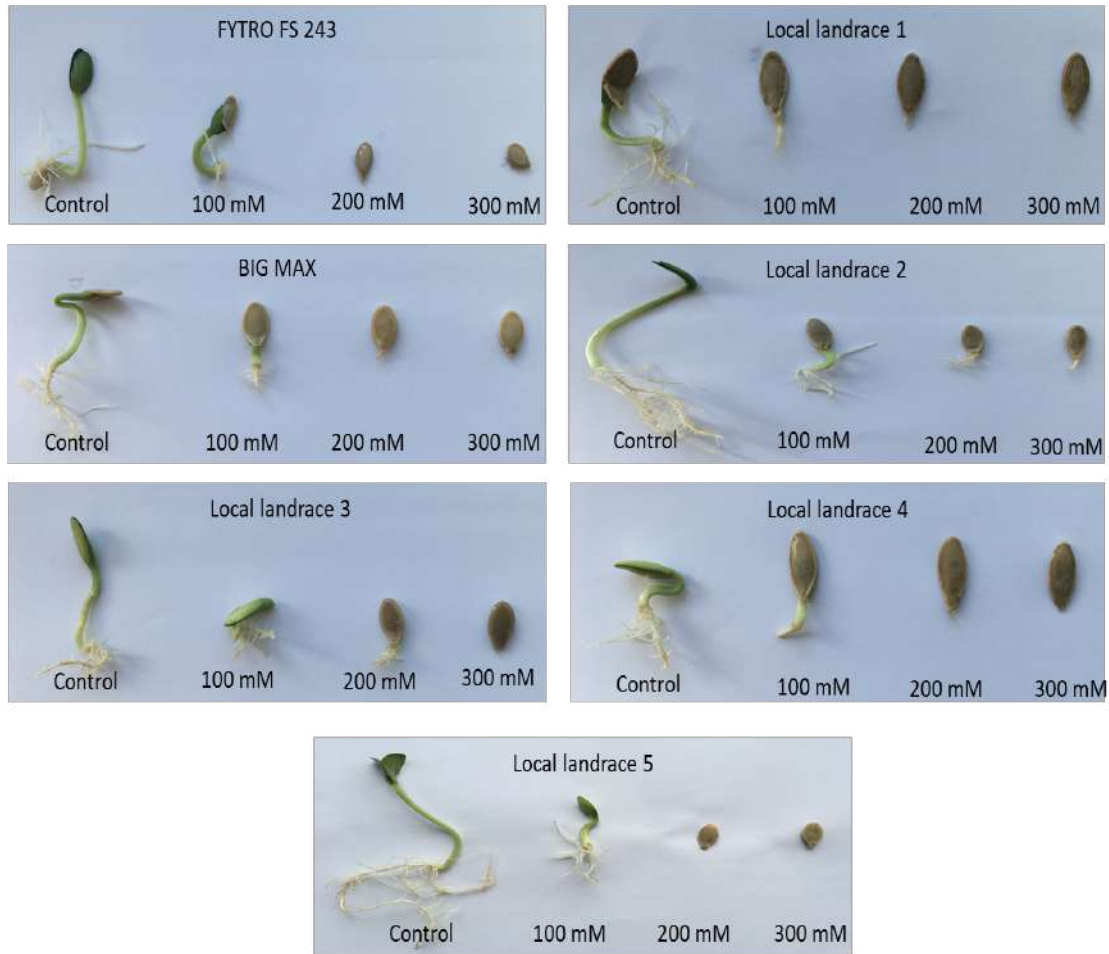 FYTRO FS 243
Control 100 mM 200 mM 300 mM
Local landrace 1
Control 100 mM 200 mM 300 mM
BIG MAX
Control 100 mM 200 mM 300 mM
Local landrace 2
Control 100 mM 200 mM 300 mM
Local landrace 3
Control 100 mM 200 mM 300 mM
Local landrace 4
Control 100 mM 200 mM 300 mM
Local landrace 5
Control 100 mM 200 mM 300 mM